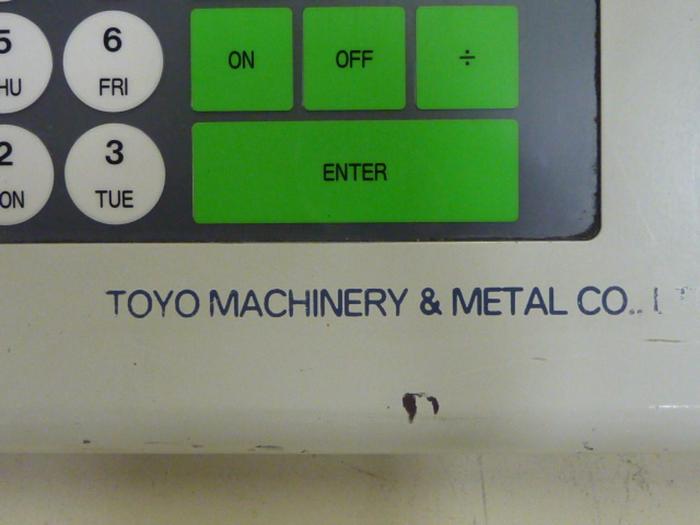 5 6 ON OFF ÷
HU FRI
2 3 ENTER
ON TUE
TOYO MACHINERY & METAL CO.